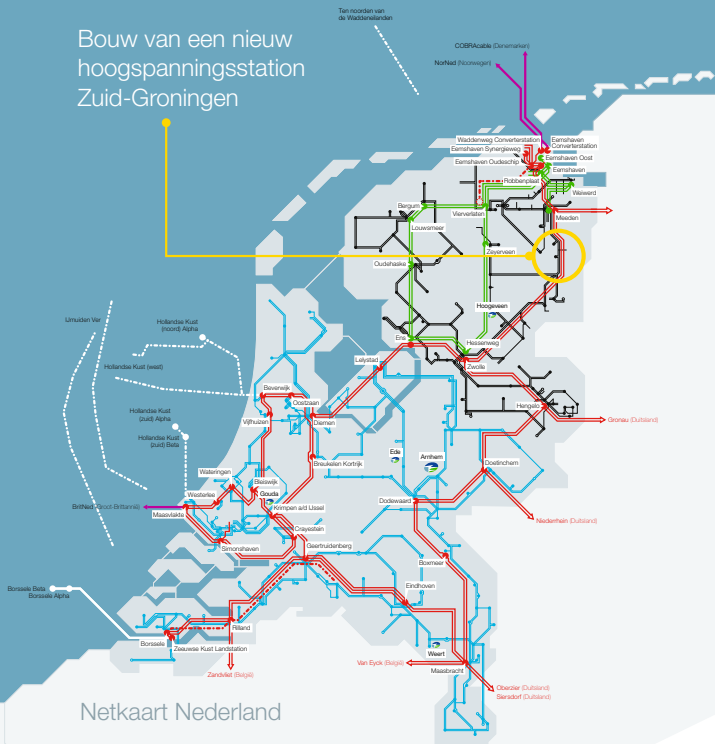 Ten noorden van
de Waddeneilanden
Bouw van een nieuw
hoogspanningsstation
Zuid-Groningen
COBRAcable (Denemarken)
NorNed (Noorwegen)
Waddenweg Converterstation
Eemshaven Synergieweg
Eemshaven Oudeschip
Eemshaven
Converterstation
Eemshaven Oost
Eemshaven
Robbenplaat
Weiwerd
Bergum
Vierverlaten
Meeden
Louwsmeer
Zeyerveen
Oudehaske
Hoogeveen
IJmuiden Ver
Hollandse Kust
(noord) Alpha
Ens
Hessenweg
Hollandse Kust (west)
Lelystad
Zwolle
Beverwijk
Oostzaan
Hengelo
Hollandse Kust
(zuid) Alpha
Vijfhuizen
Diemen
Gronau (Duitsland)
Hollandse Kust
(zuid) Beta
Ede
Arnhem
Breukelen Kortrijk
Doetinchem
Wateringen
Bleiswijk
Gouda
Westerlee
Dodewaard
BritNed (Groot-Brittannië)
Maasvlakte
Krimpen a/d IJssel
Niederrhein (Duitsland)
Crayestein
Simonshaven
Geertruidenberg
Boxmeer
Eindhoven
Borssele Beta
Borssele Alpha
Rilland
Borssele
Zeeuwse Kust Landstation
Weert
Zandvliet (België)
Van Eyck (België)
Maasbracht
Oberzier (Duitsland)
Siersdorf (Duitsland)
Netkaart Nederland